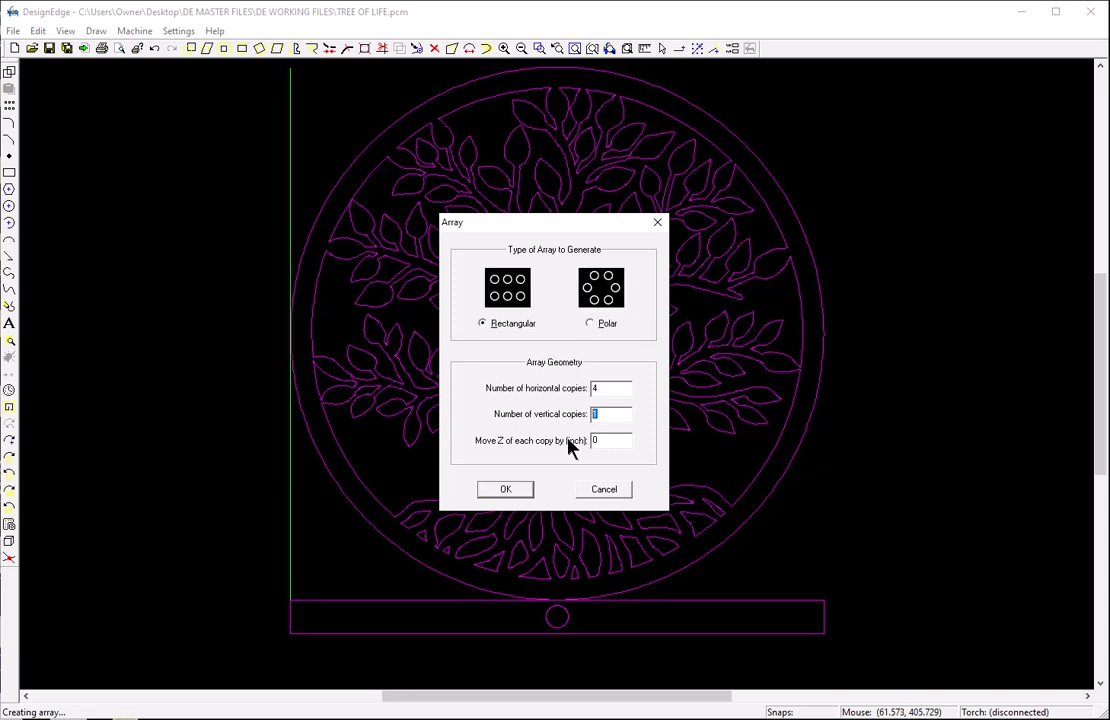 DesignEdge - C:\Users\Owner\Desktop\DE MASTER FILES\DE WORKING FILES\TREE OF LIFE.pcm
File Edit View Draw Machine Settings Help
Array
Type of Array to Generate
Rectangular Polar
Array Geometry
Number of horizontal copies: 4
Number of vertical copies: 1
Move Z of each copy by (inch): 0
OK Cancel
Creating array... Snaps: Mouse: (61.573, 405.729) Torch: (disconnected)